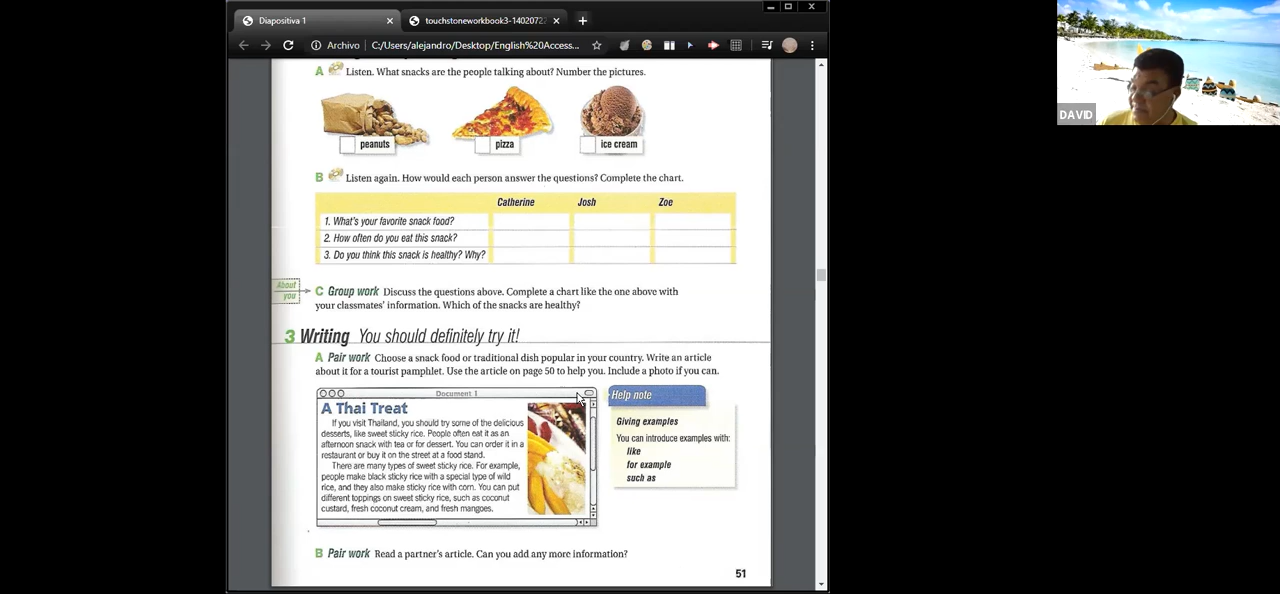 Diapositiva 1
touchstoneworkbook3-1402072
Archivo
C:/Users/alejandro/Desktop/English%20Access...
A Listen. What snacks are the people talking about? Number the pictures.
peanuts
pizza
ice cream
B Listen again. How would each person answer the questions? Complete the chart.
Catherine Josh Zoe
1. What's your favorite snack food?
2. How often do you eat this snack?
3. Do you think this snack is healthy? Why?
About
you
C Group work Discuss the questions above. Complete a chart like the one above with
your classmates' information. Which of the snacks are healthy?
3 Writing You should definitely try it!
A Pair work Choose a snack food or traditional dish popular in your country. Write an article
about it for a tourist pamphlet. Use the article on page 50 to help you. Include a photo if you can.
Document 1
A Thai Treat
If you visit Thailand, you should try some of the delicious
desserts, like sweet sticky rice. People often eat it as an
afternoon snack with tea or for dessert. You can order it in a
restaurant or buy it on the street at a food stand.
There are many types of sweet sticky rice. For example,
people make black sticky rice with a special type of wild
rice, and they also make sticky rice with corn. You can put
different toppings on sweet sticky rice, such as coconut
custard, fresh coconut cream, and fresh mangoes.
Help note
Giving examples
You can introduce examples with:
like
for example
such as
B Pair work Read a partner's article. Can you add any more information?
51
DAVID